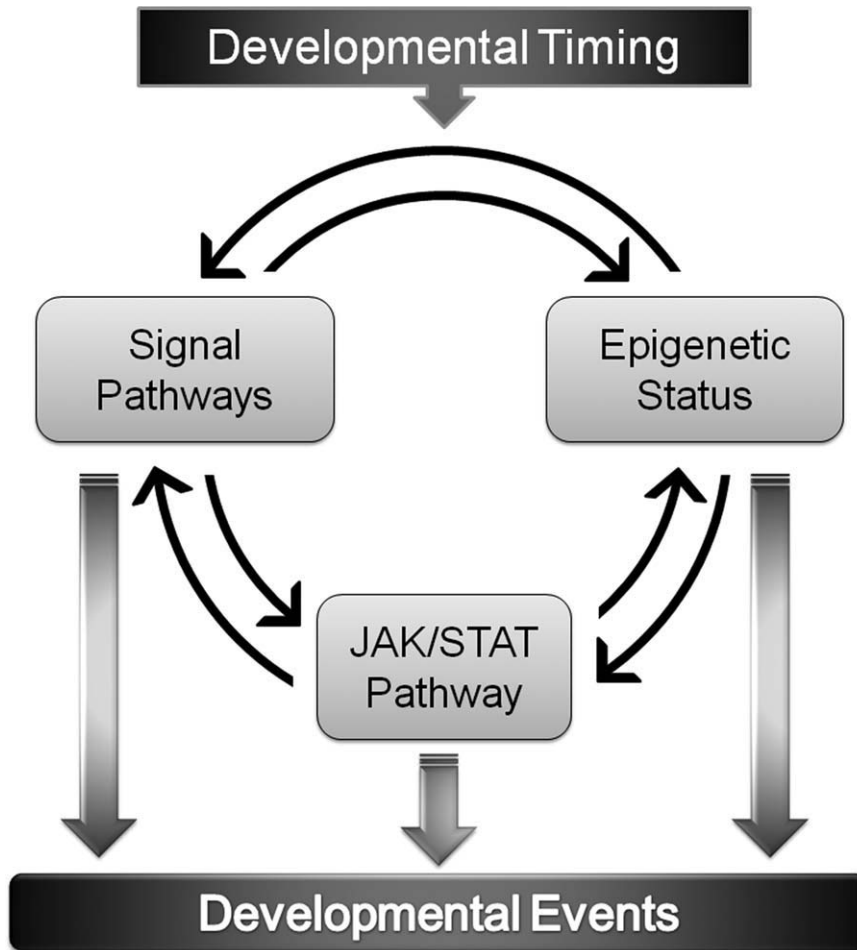 Developmental Timing
Signal
Pathways
Epigenetic
Status
JAK/STAT
Pathway
Developmental Events